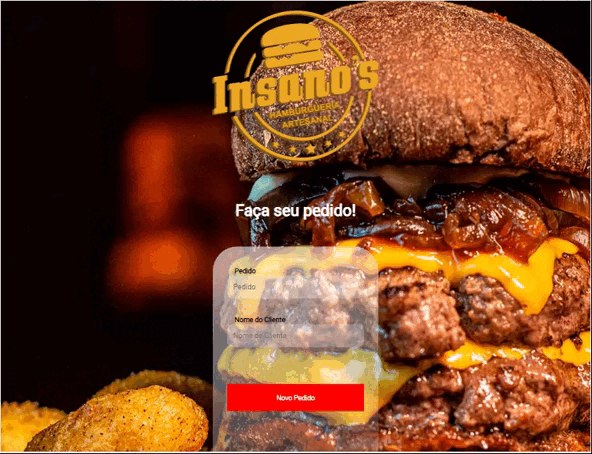 Insano's
HAMBURGUERIA
ARTESANAL
Faça seu pedido!
Pedido
Pedido
Nome do Cliente
Nome do Cliente
Novo Pedido